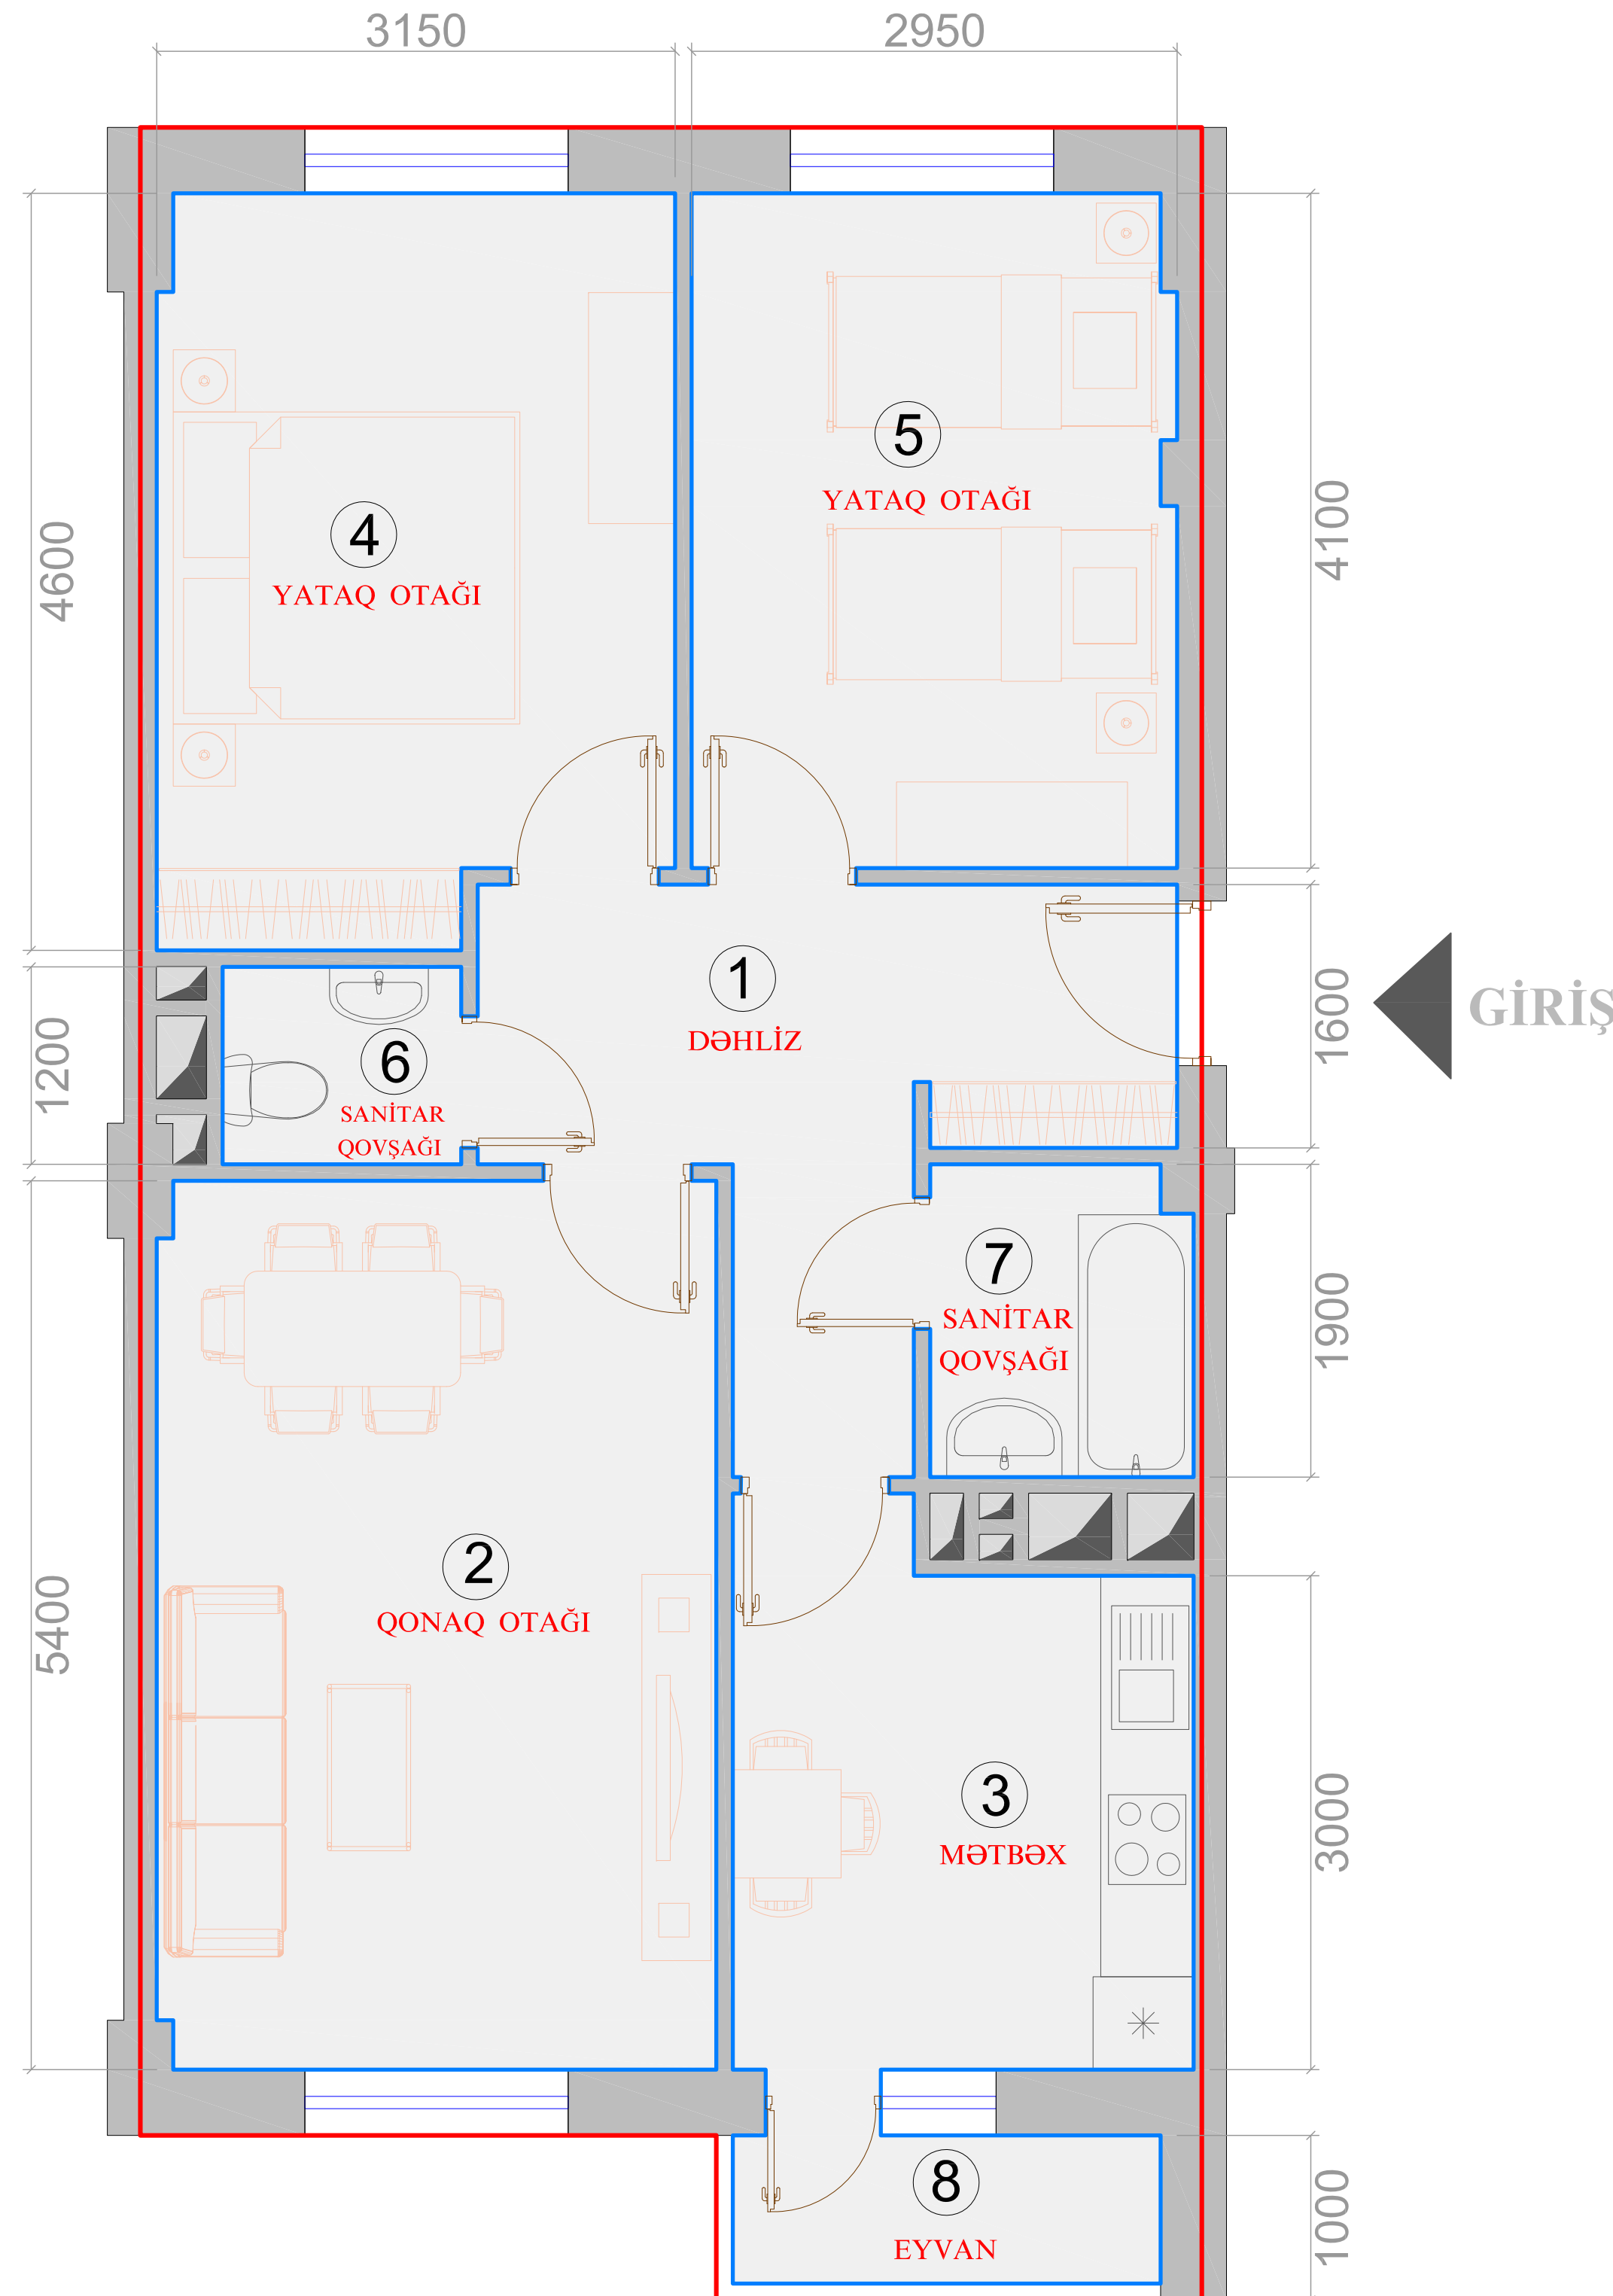 3150
2950
4600
4100
5
YATAQ OTAĞI
4
YATAQ OTAĞI
1
DƏHLİZ
1600
GİRİŞ
1200
6
SANİTAR
QOVŞAĞI
7
SANİTAR
QOVŞAĞI
1900
5400
2
QONAQ OTAĞI
3
MƏTBƏX
3000
8
EYVAN
1000